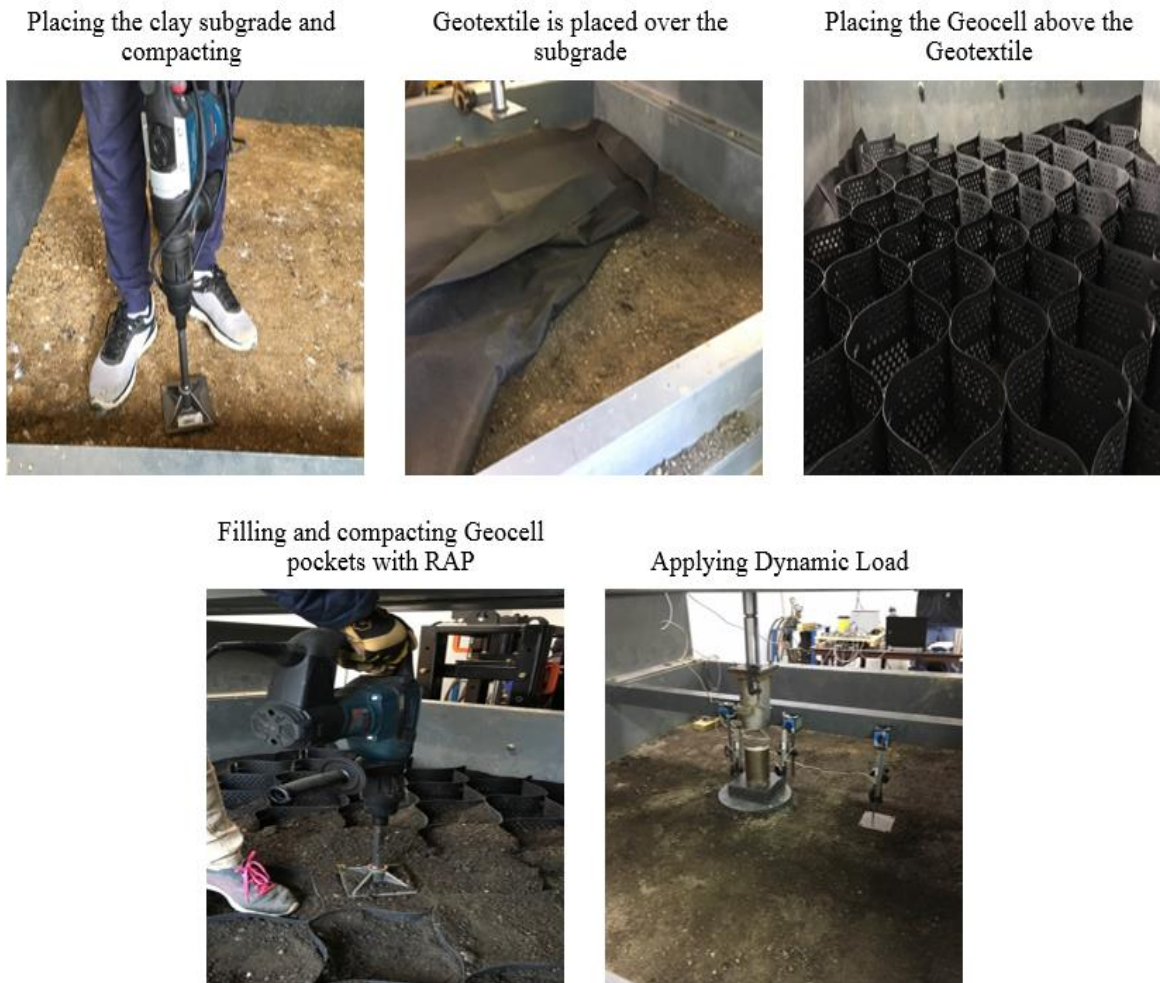 Placing the clay subgrade and
compacting
Geotextile is placed over the
subgrade
Placing the Geocell above the
Geotextile
Filling and compacting Geocell
pockets with RAP
Applying Dynamic Load